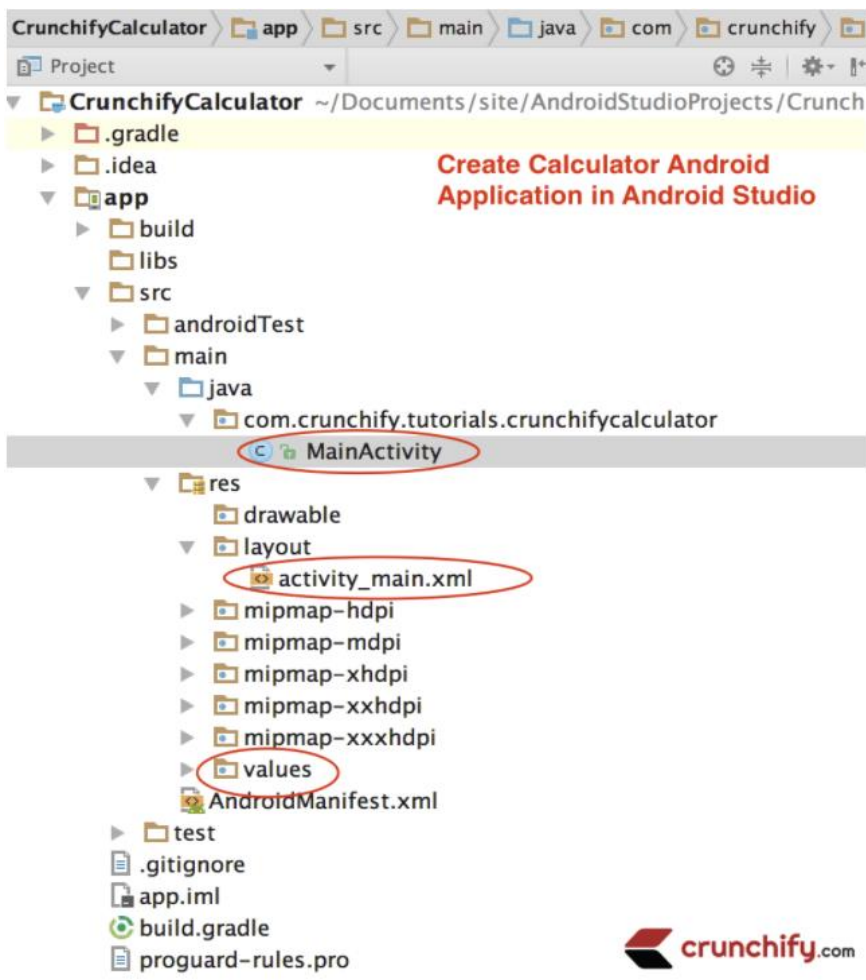 CrunchifyCalculator app src main java com crunchify
Project
CrunchifyCalculator ~/Documents/site/AndroidStudioProjects/Crunch
.gradle
.idea
Create Calculator Android
Application in Android Studio
app
build
libs
src
androidTest
main
java
com.crunchify.tutorials.crunchifycalculator
C MainActivity
res
drawable
layout
activity_main.xml
mipmap-hdpi
mipmap-mdpi
mipmap-xhdpi
mipmap-xxhdpi
mipmap-xxxhdpi
values
AndroidManifest.xml
test
.gitignore
app.iml
build.gradle
proguard-rules.pro
crunchify.com